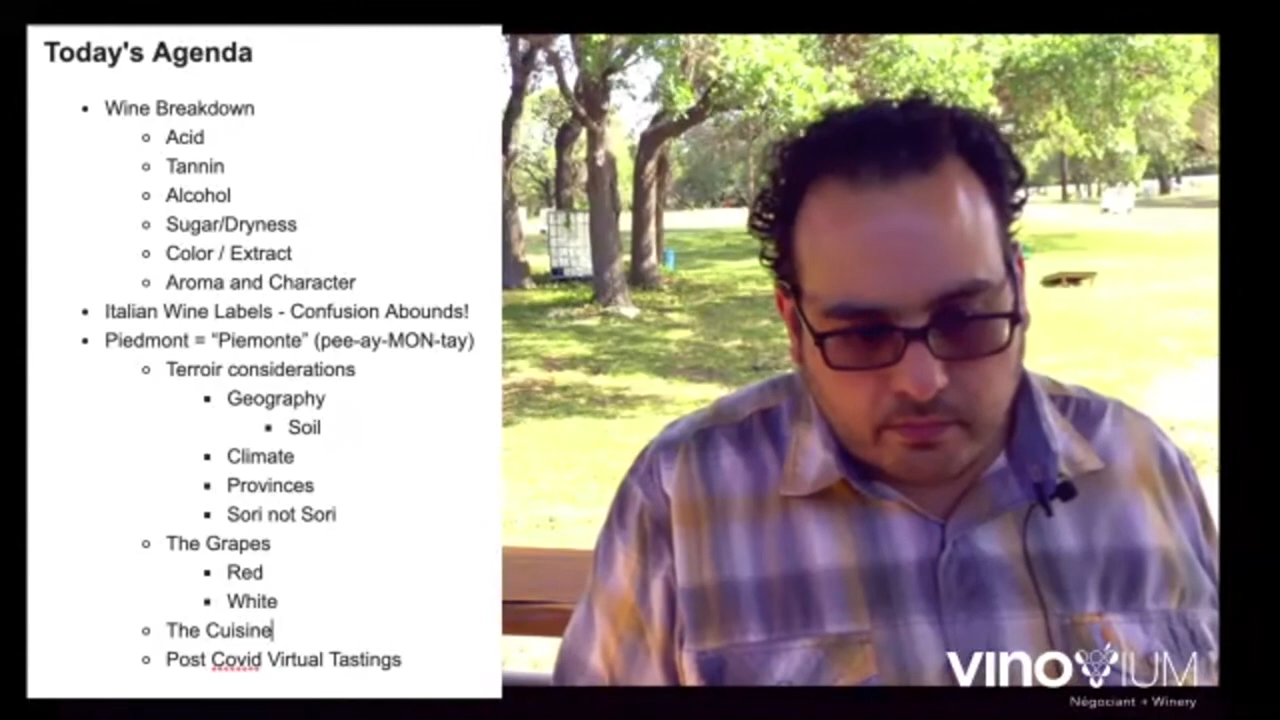 Today's Agenda
Wine Breakdown
Acid
Tannin
Alcohol
Sugar/Dryness
Color / Extract
Aroma and Character
Italian Wine Labels - Confusion Abounds!
Piedmont = “Piemonte” (pee-ay-MON-tay)
Terroir considerations
Geography
Soil
Climate
Provinces
Sori not Sori
The Grapes
Red
White
The Cuisine
Post Covid Virtual Tastings
VINOVIUM
Négociant + Winery